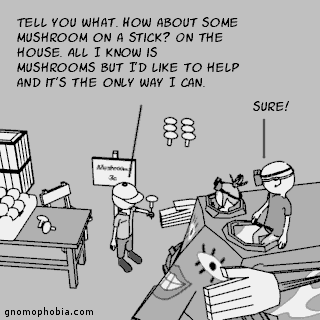 TELL YOU WHAT. HOW ABOUT SOME
MUSHROOM ON A STICK? ON THE
HOUSE. ALL I KNOW IS
MUSHROOMS BUT I'D LIKE TO HELP
AND IT'S THE ONLY WAY I CAN.
SURE!
Mushrooms
3c
gnomophobia.com